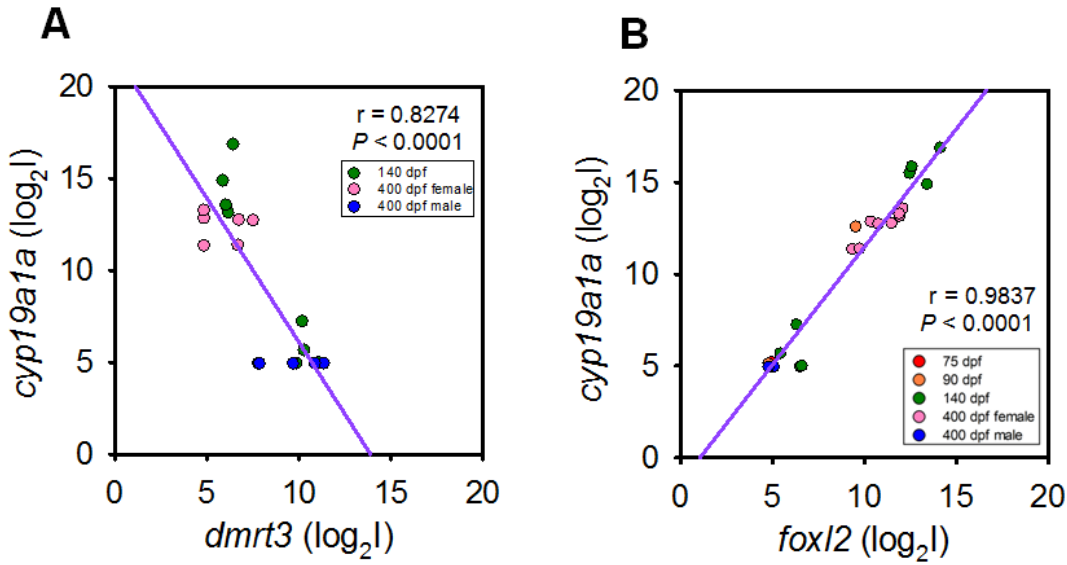 A
r = 0.8274
P < 0.0001
140 dpf
400 dpf female
400 dpf male
cyp19a1a (log₂I)
20
15
10
5
0
0 5 10 15 20
dmrt3 (log₂I)
B
r = 0.9837
P < 0.0001
75 dpf
90 dpf
140 dpf
400 dpf female
400 dpf male
cyp19a1a (log₂I)
20
15
10
5
0
0 5 10 15 20
foxl2 (log₂I)